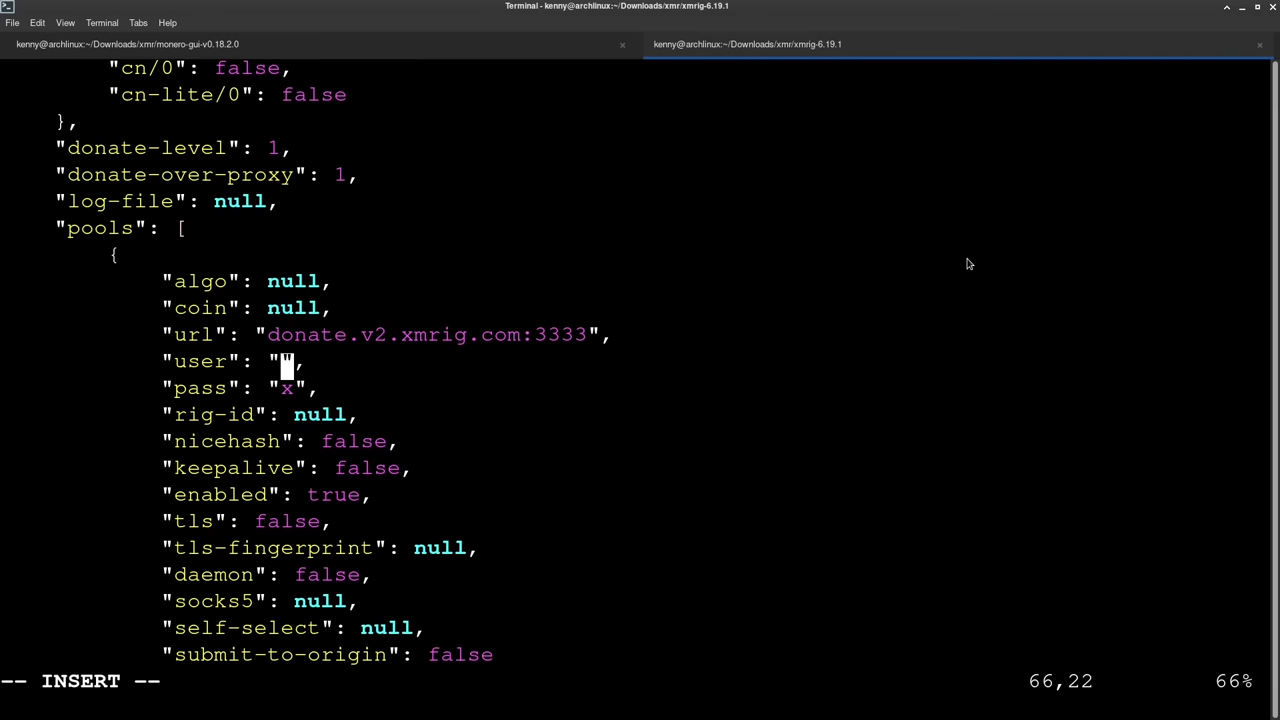 Terminal - kenny@archlinux:~/Downloads/xmr/xmrig-6.19.1
File Edit View Terminal Tabs Help
kenny@archlinux:~/Downloads/xmr/monero-gui-v0.18.2.0 kenny@archlinux:~/Downloads/xmr/xmrig-6.19.1
"cn/0": false,
"cn-lite/0": false
},
"donate-level": 1,
"donate-over-proxy": 1,
"log-file": null,
"pools": [
{
"algo": null,
"coin": null,
"url": "donate.v2.xmrig.com:3333",
"user": "",
"pass": "x",
"rig-id": null,
"nicehash": false,
"keepalive": false,
"enabled": true,
"tls": false,
"tls-fingerprint": null,
"daemon": false,
"socks5": null,
"self-select": null,
"submit-to-origin": false
-- INSERT -- 66,22 66%